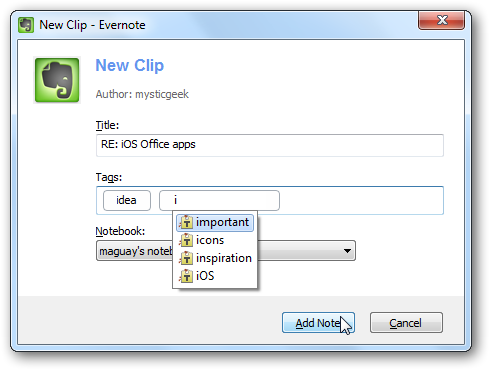 New Clip - Evernote
New Clip
Author: mysticgeek
Title:
RE: iOS Office apps
Tags:
idea i
important
icons
inspiration
iOS
Notebook:
maguay's noteb
Add Note Cancel